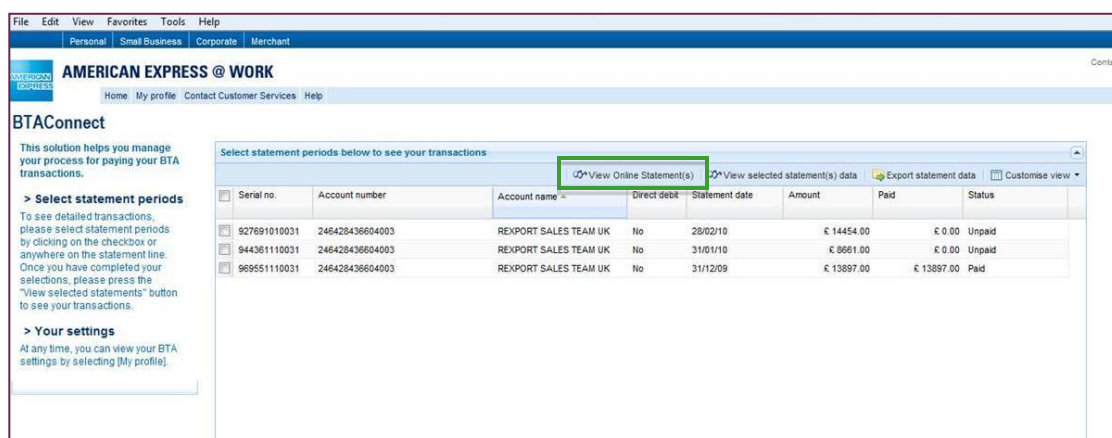 File Edit View Favorites Tools Help
Personal Small Business Corporate Merchant
AMERICAN EXPRESS
AMERICAN EXPRESS @ WORK
Home My profile Contact Customer Services Help
BTAConnect
This solution helps you manage
your process for paying your BTA
transactions.
> Select statement periods
To see detailed transactions,
please select statement periods
by clicking on the checkbox or
anywhere on the statement line.
Once you have completed your
selections, please press the
"View selected statements" button
to see your transactions.
> Your settings
At any time, you can view your BTA
settings by selecting [My profile].
Select statement periods below to see your transactions
View Online Statement(s) View selected statement(s) data Export statement data Customise view
Serial no. Account number Account name Direct debit Statement date Amount Paid Status
927691010031 246428436604003 REXPORT SALES TEAM UK No 28/02/10 £ 14454.00 £ 0.00 Unpaid
944361110031 246428436604003 REXPORT SALES TEAM UK No 31/01/10 £ 8661.00 £ 0.00 Unpaid
969551110031 246428436604003 REXPORT SALES TEAM UK No 31/12/09 £ 13897.00 £ 13897.00 Paid